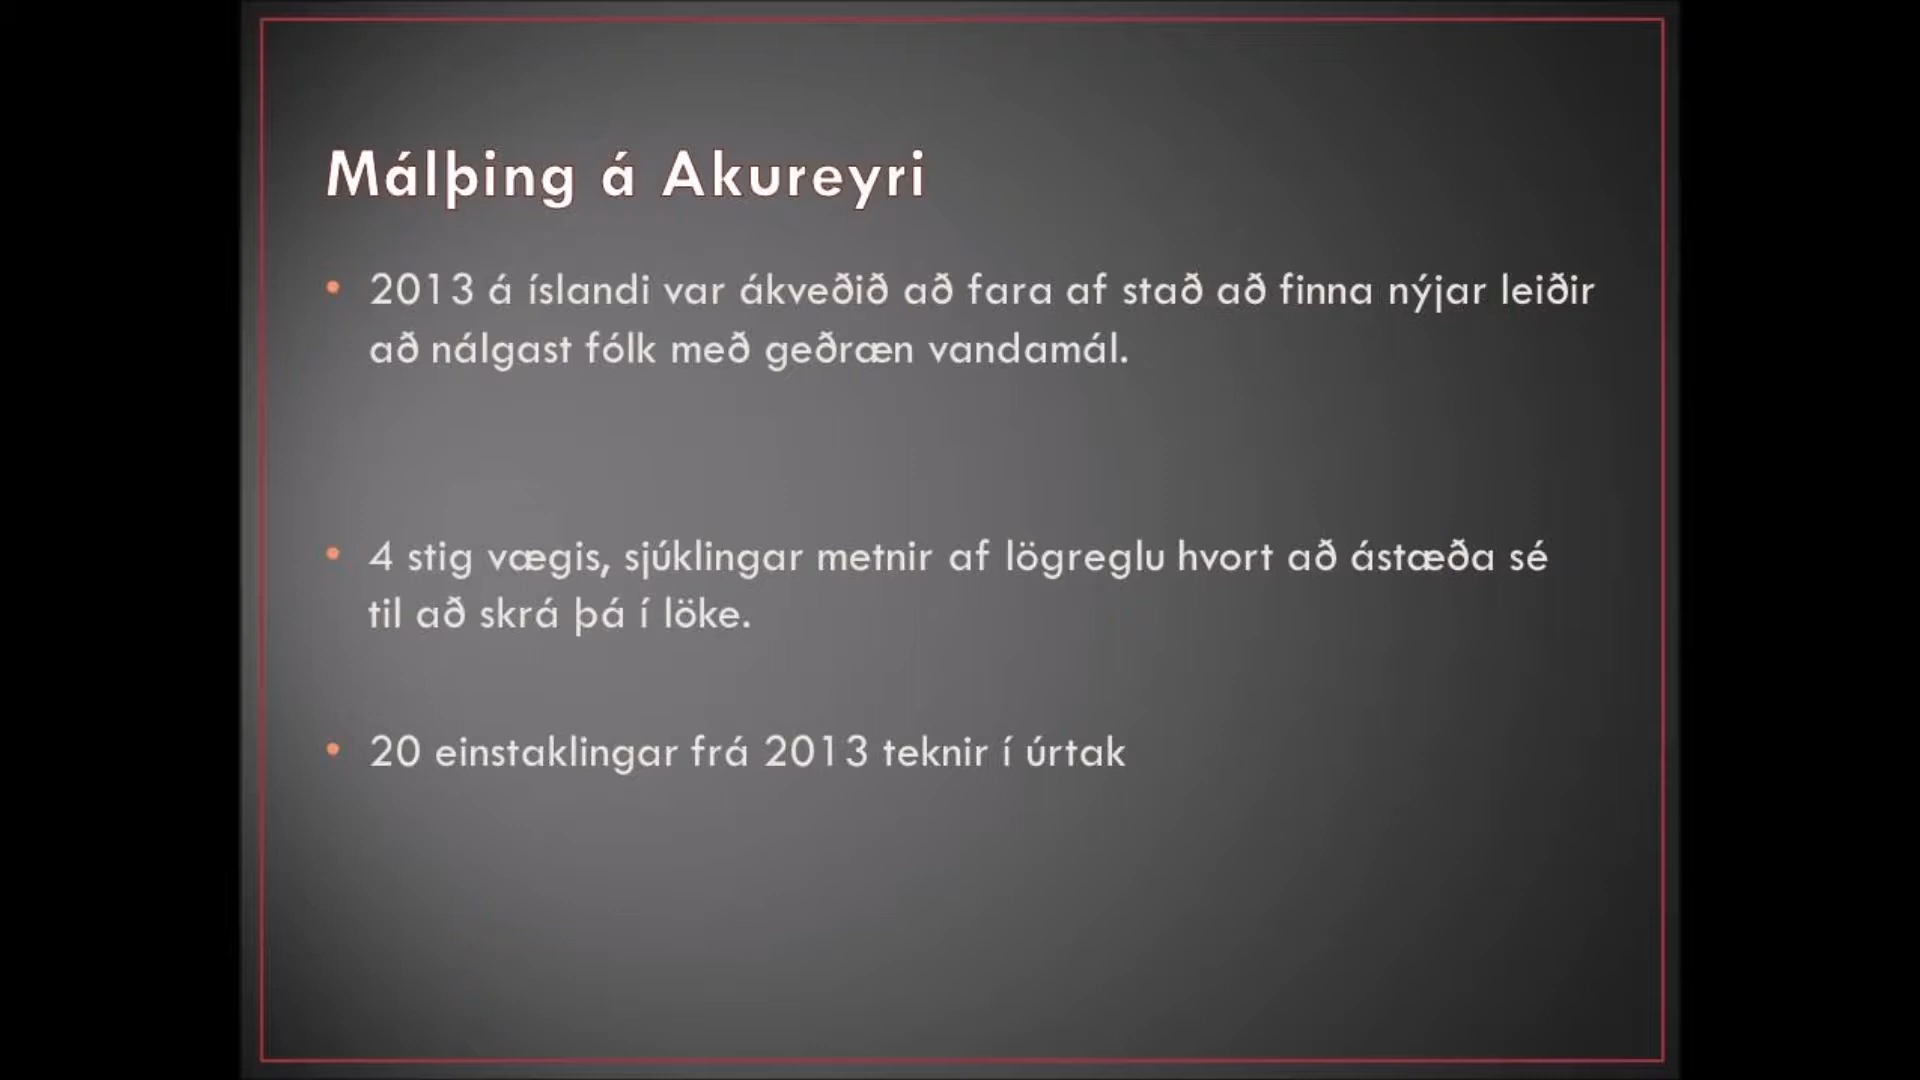 Málþing á Akureyri
• 2013 á íslandi var ákveðið að fara af stað að finna nýjar leiðir
að nálgast fólk með geðræn vandamál.
• 4 stig vægis, sjúklingar metnir af lögreglu hvort að ástæða sé
til að skrá þá í löke.
• 20 einstaklingar frá 2013 teknir í úrtak